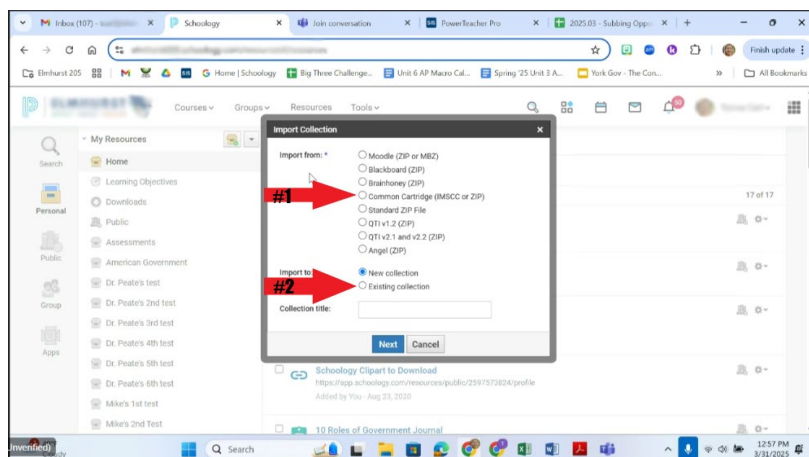 Inbox (107) -
Schoology
Join conversation
PowerTeacher Pro
2025.03 - Subbing Oppo
Finish update
Elmhurst 205
Home | Schoology
Big Three Challenge...
Unit 6 AP Macro Cal...
Spring '25 Unit 3 A...
York Gov - The Con...
All Bookmarks
ELMHURST
Courses
Groups
Resources
Tools
50
Search
Personal
Public
Group
Apps
My Resources
Home
Learning Objectives
Downloads
Public
Assessments
American Government
Dr. Peate's test
Dr. Peate's 2nd test
Dr. Peate's 3rd test
Dr. Peate's 4th test
Dr. Peate's 5th test
Dr. Peate's 6th test
Mike's 1st test
Mike's 2nd Test
Import Collection
Import from: *
Moodle (ZIP or MBZ)
Blackboard (ZIP)
Brainhoney (ZIP)
#1
Common Cartridge (IMSCC or ZIP)
Standard ZIP File
QTI v1.2 (ZIP)
QTI v2.1 and v2.2 (ZIP)
Angel (ZIP)
Import to:
New collection
#2
Existing collection
Collection title:
Next
Cancel
17 of 17
Schoology Clipart to Download
https://app.schoology.com/resources/public/2597573824/profile
Added by You · Aug 23, 2020
10 Roles of Government Journal
Unverified)
Search
12:57 PM
3/31/2025